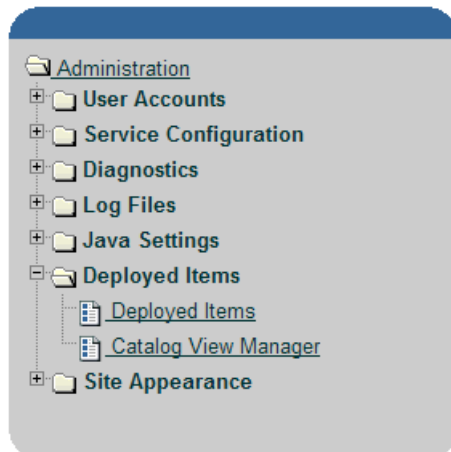 Administration
User Accounts
Service Configuration
Diagnostics
Log Files
Java Settings
Deployed Items
Deployed Items
Catalog View Manager
Site Appearance